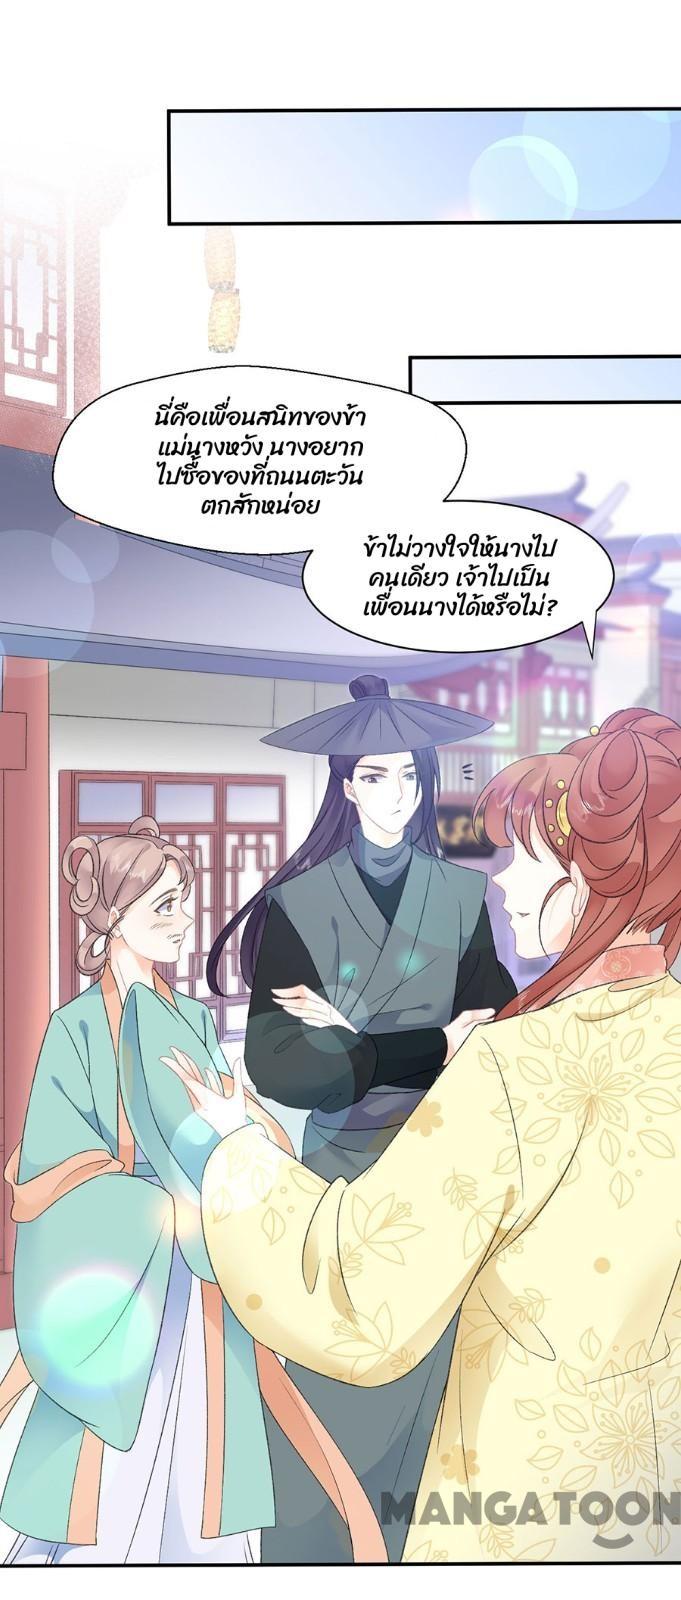 นี่คือเพื่อนสนิทของข้า
แม่นางหวัง นางอยาก
ไปซื้อของที่ถนนตะวัน
ตกสักหน่อย
ข้าไม่วางใจให้นางไป
คนเดียว เจ้าไปเป็น
เพื่อนนางได้หรือไม่?
MANGATOON